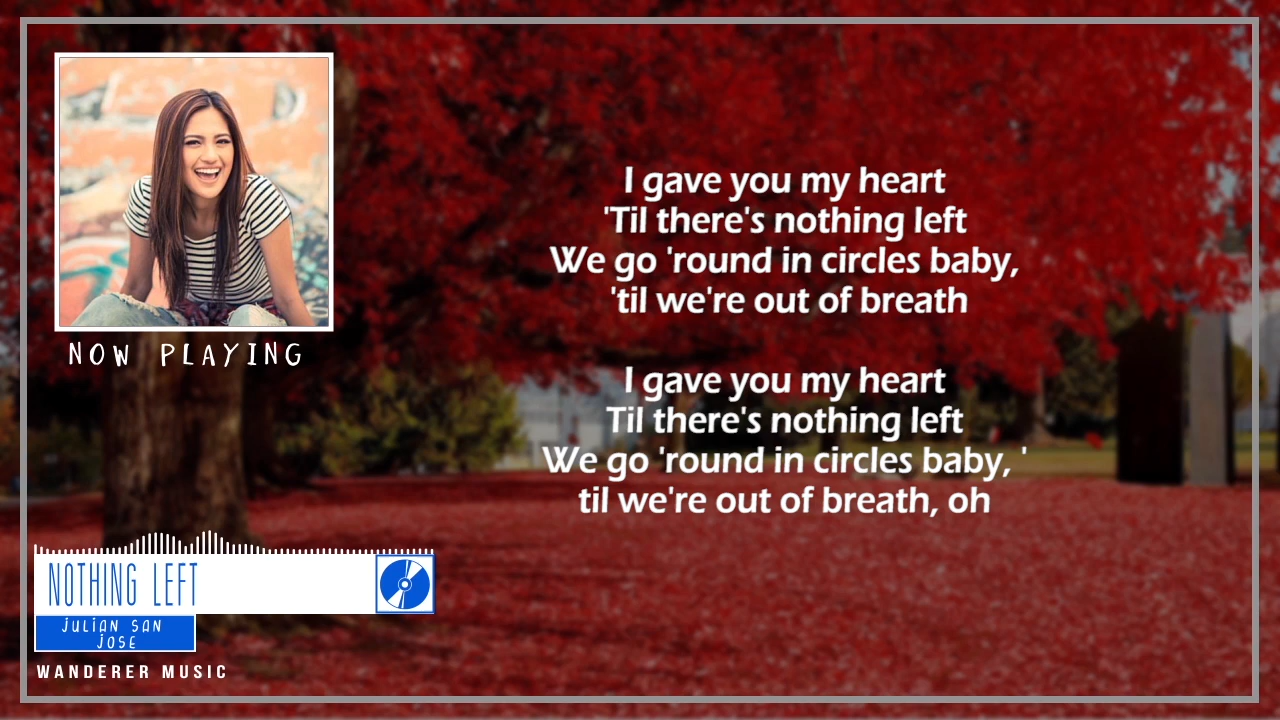 I gave you my heart
'Til there's nothing left
We go 'round in circles baby,
'til we're out of breath
I gave you my heart
Til there's nothing left
We go 'round in circles baby, '
til we're out of breath, oh
NOW PLAYING
NOTHING LEFT
JULIAN SAN
JOSE
WANDERER MUSIC